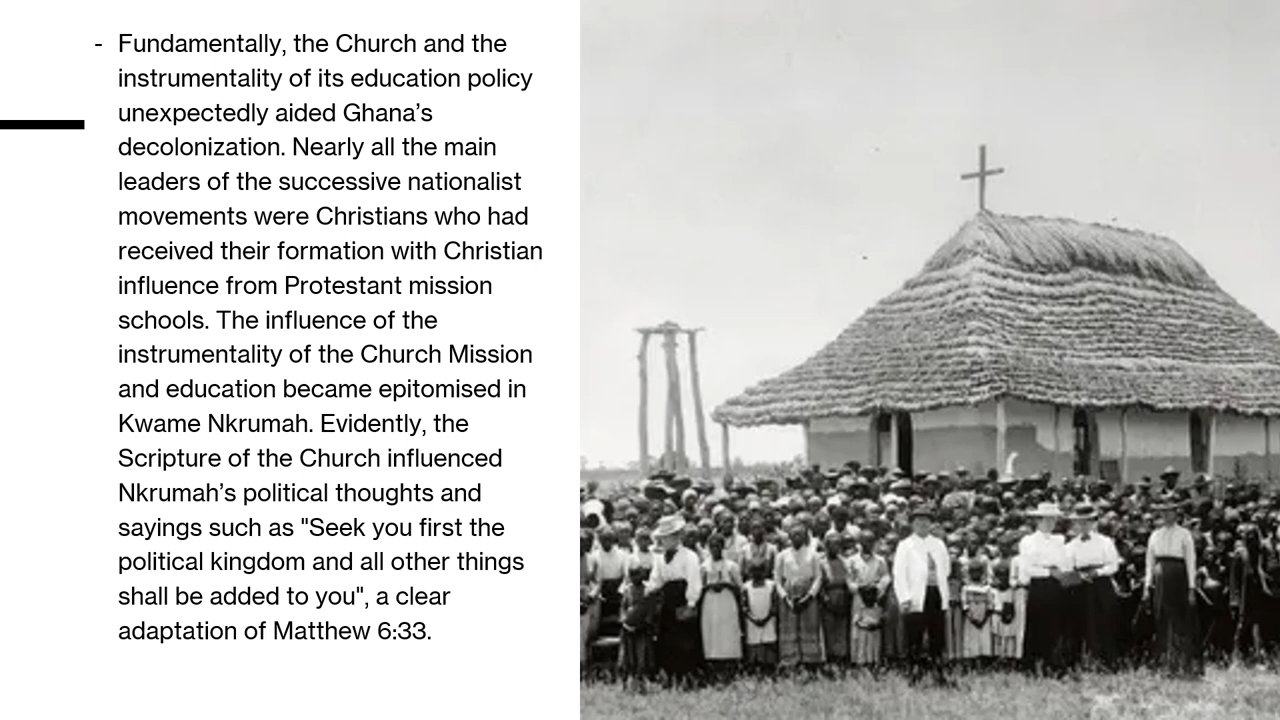 - Fundamentally, the Church and the
instrumentality of its education policy
unexpectedly aided Ghana’s
decolonization. Nearly all the main
leaders of the successive nationalist
movements were Christians who had
received their formation with Christian
influence from Protestant mission
schools. The influence of the
instrumentality of the Church Mission
and education became epitomised in
Kwame Nkrumah. Evidently, the
Scripture of the Church influenced
Nkrumah’s political thoughts and
sayings such as "Seek you first the
political kingdom and all other things
shall be added to you", a clear
adaptation of Matthew 6:33.